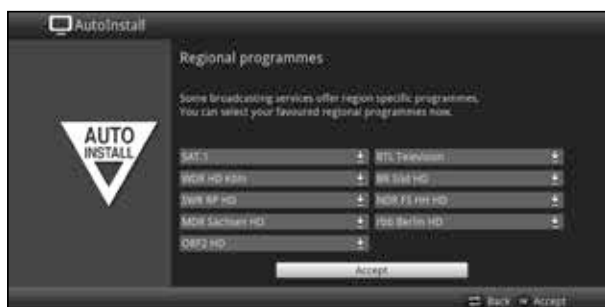 AutoInstall
Regional programmes
Some broadcasting services offer region specific programmes.
You can select your favoured regional programmes now.
AUTO
INSTALL
SAT.1
RTL Television
WDR HD Köln
BR Süd HD
SWR RP HD
NDR FS HH HD
MDR Sachsen HD
rbb Berlin HD
ORF2 HD
Accept
Back
Accept